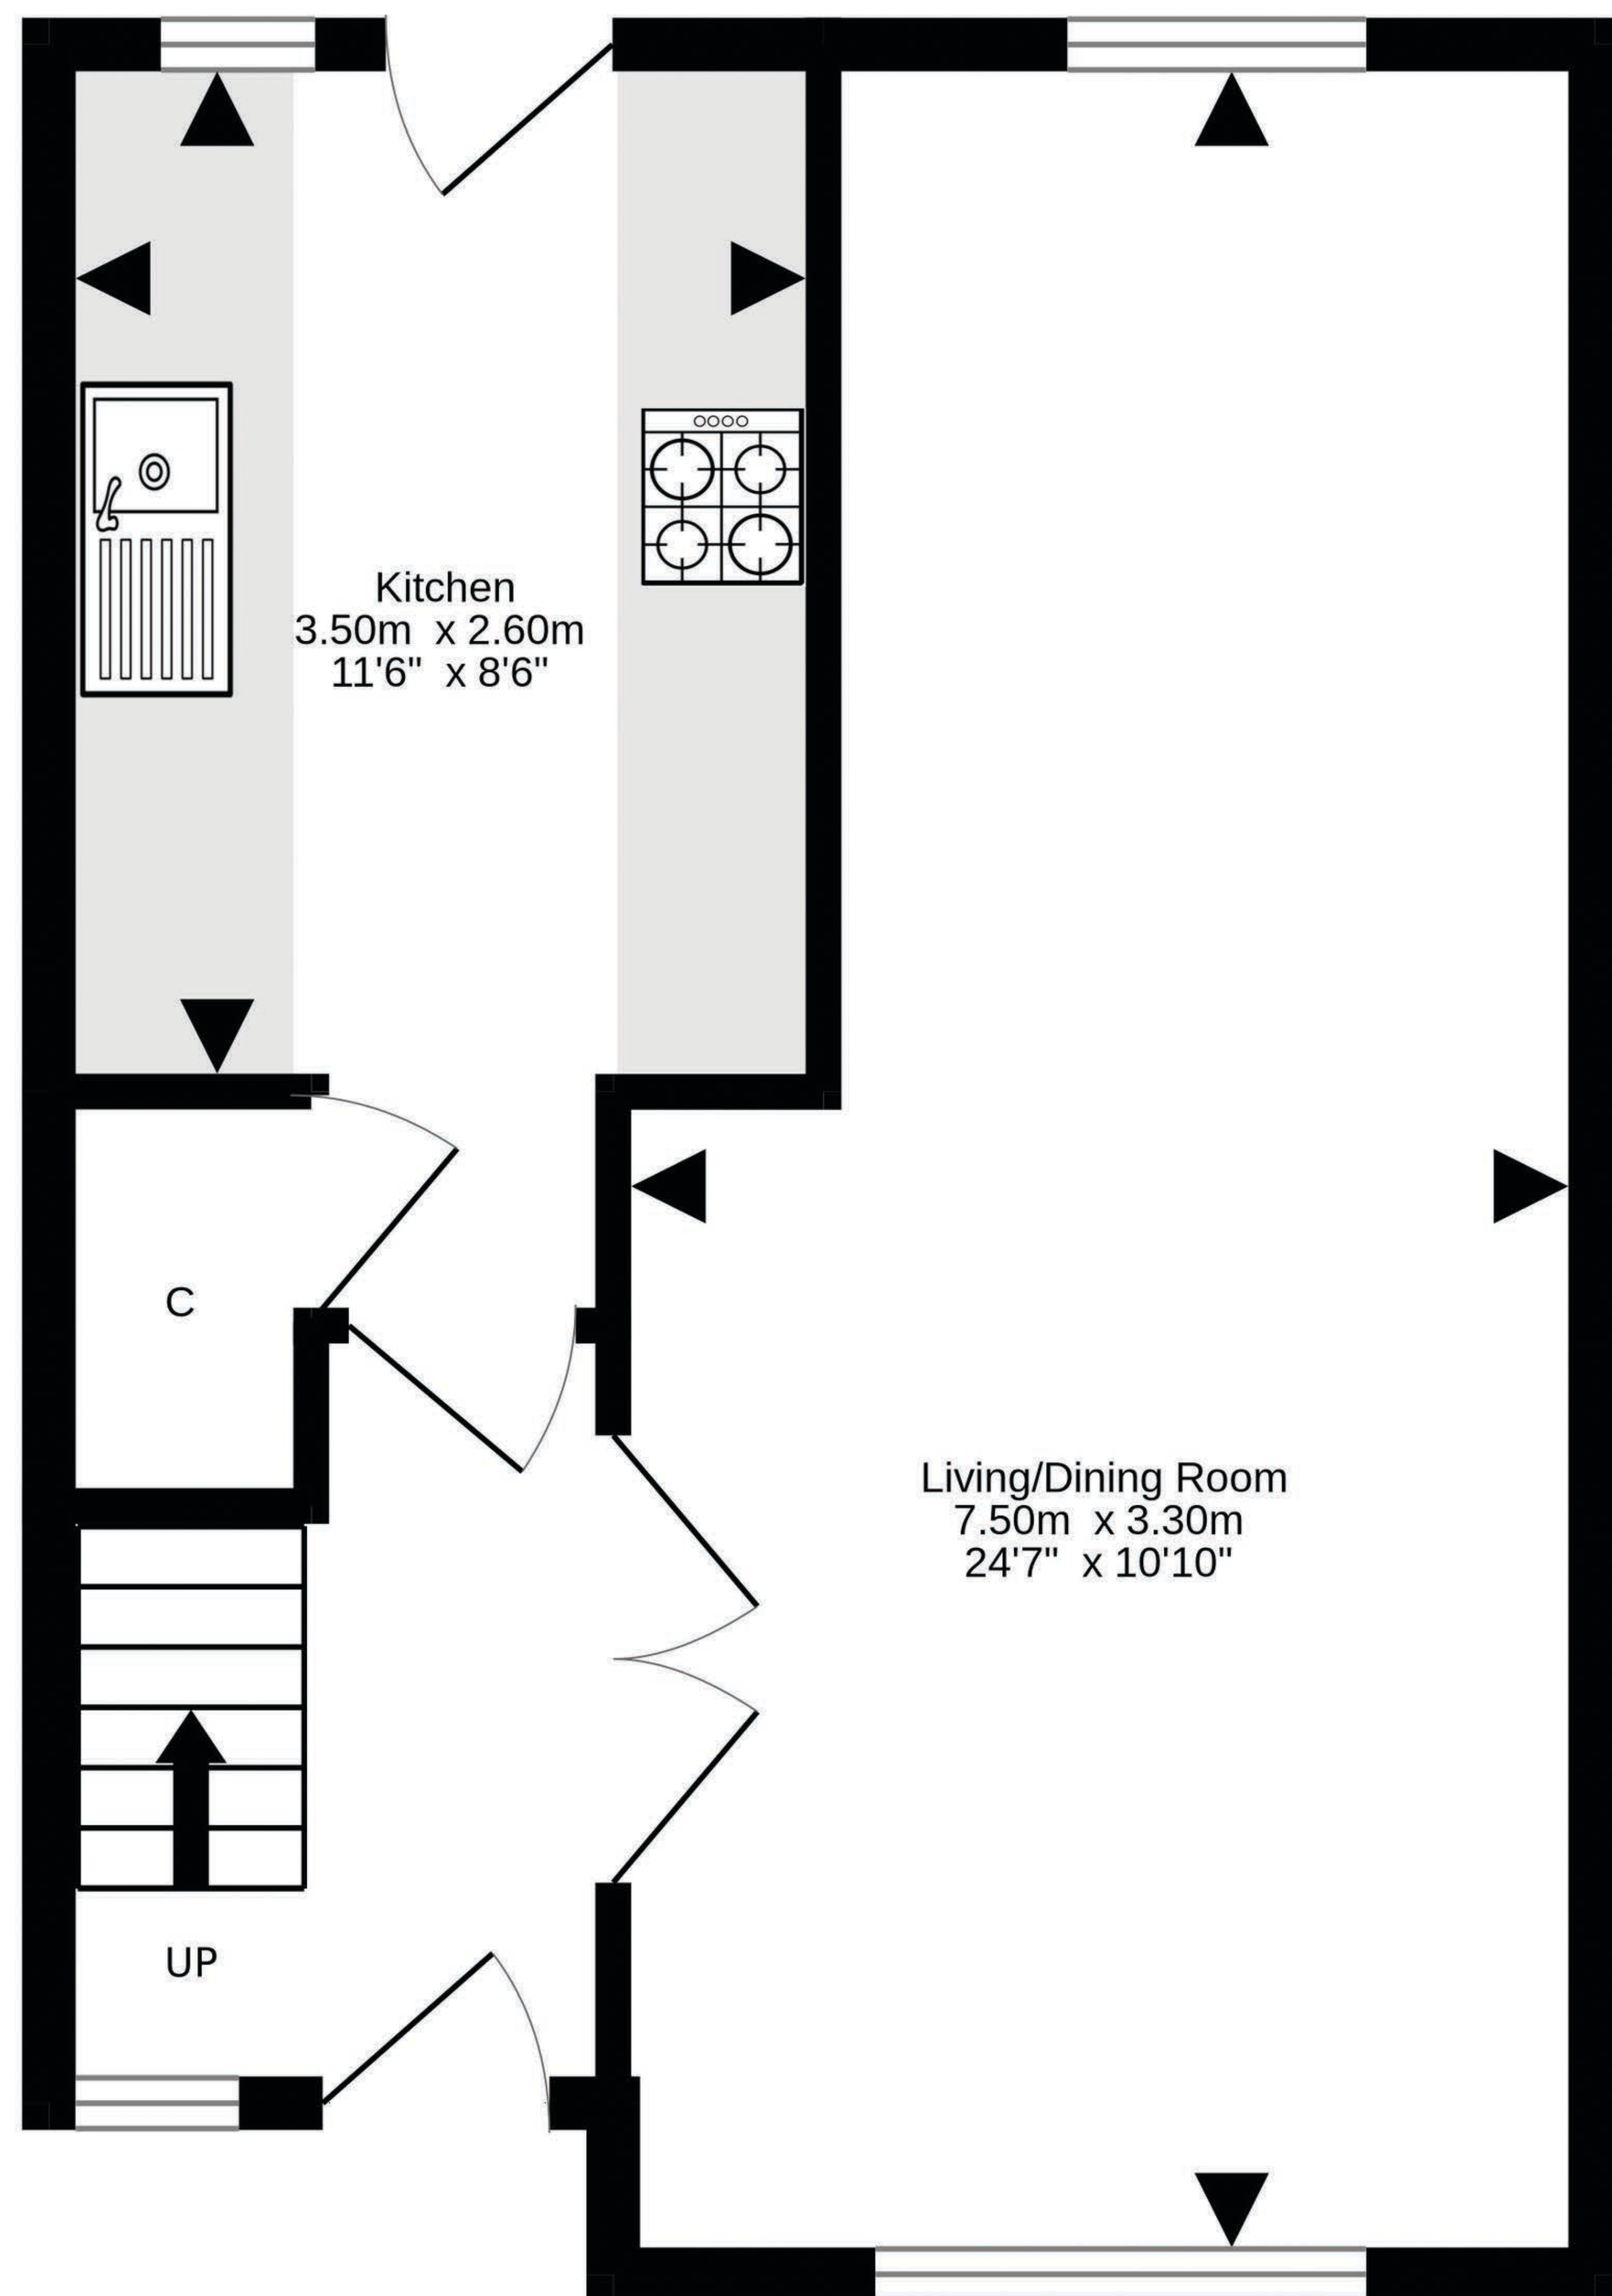 Kitchen
3.50m x 2.60m
11'6" x 8'6"
C
Living/Dining Room
7.50m x 3.30m
24'7" x 10'10"
UP